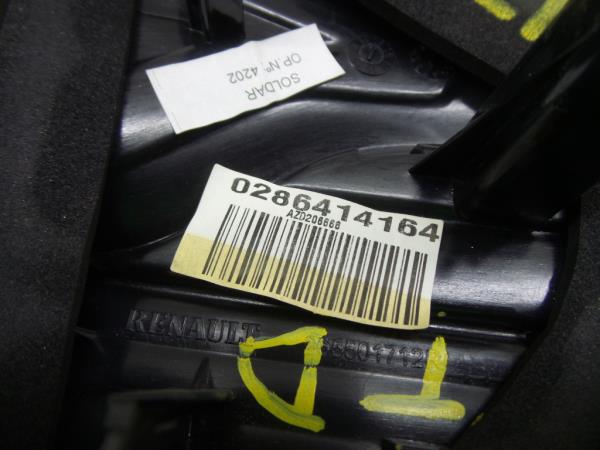 SOLDAR
OP.Nº: 4202
0286414164
AZD206668
RENAULT